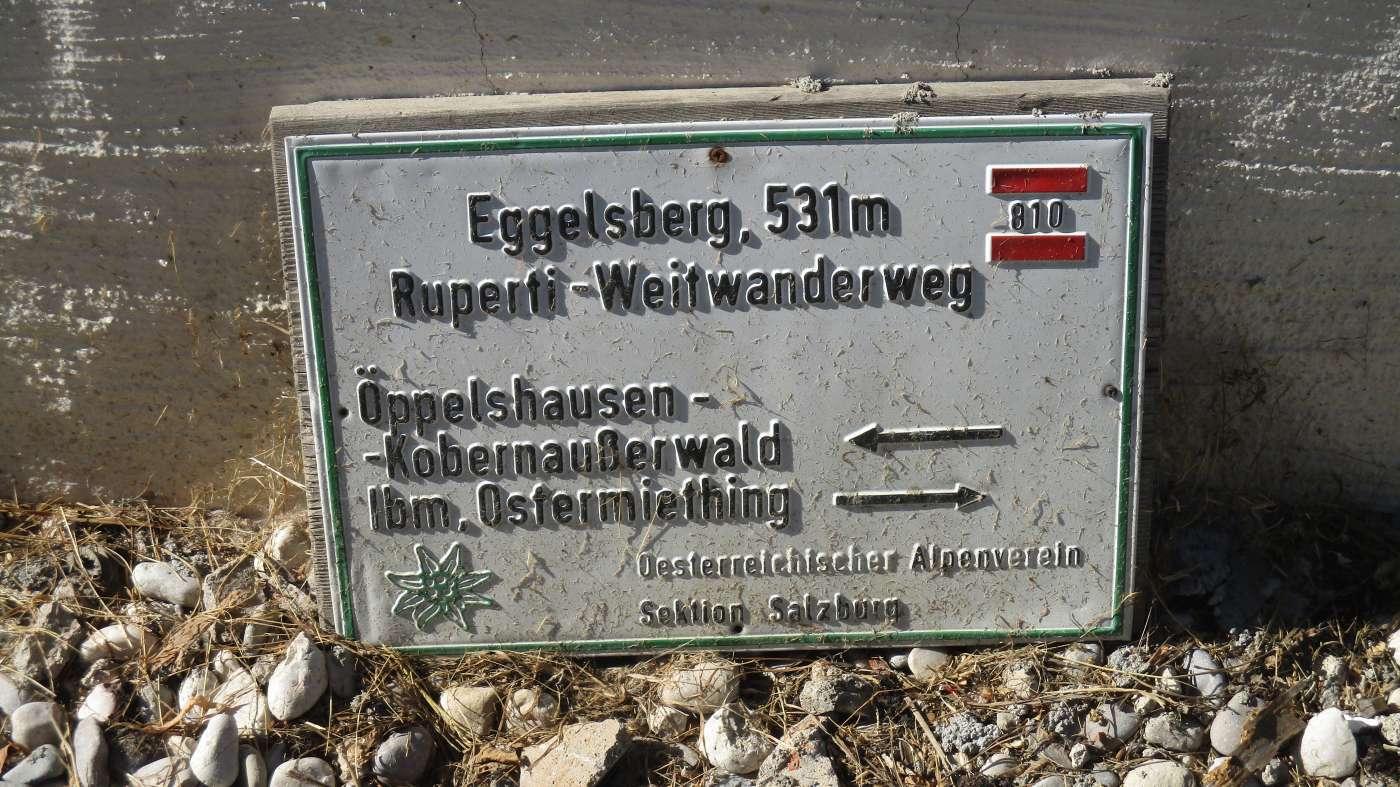 Eggelsberg, 531m
810
Ruperti-Weitwanderweg
Öppelshausen-
-Kobernaußerwald
Ibm, Ostermiething
Oesterreichischer Alpenverein
Sektion Salzburg